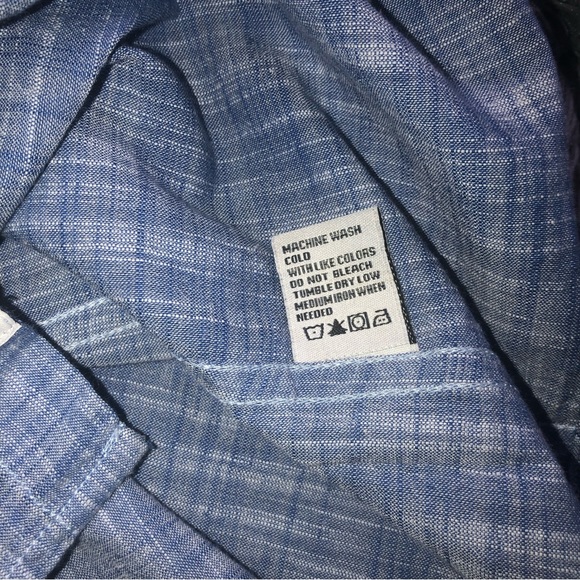 MACHINE WASH
COLD
WITH LIKE COLORS
DO NOT BLEACH
TUMBLE DRY LOW
MEDIUM IRON WHEN
NEEDED